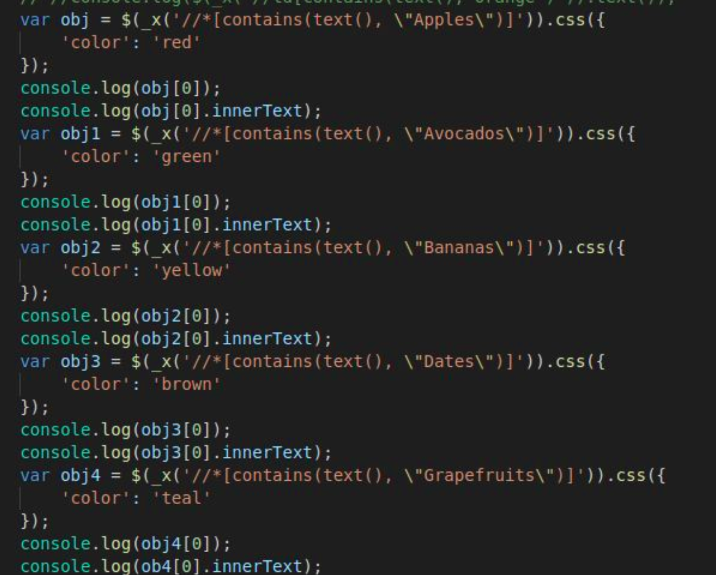 var obj = $(_x('//*[contains(text(), \"Apples\")]')).css({
'color': 'red'
});
console.log(obj[0]);
console.log(obj[0].innerText);
var obj1 = $(_x('//*[contains(text(), \"Avocados\")]')).css({
'color': 'green'
});
console.log(obj1[0]);
console.log(obj1[0].innerText);
var obj2 = $(_x('//*[contains(text(), \"Bananas\")]')).css({
'color': 'yellow'
});
console.log(obj2[0]);
console.log(obj2[0].innerText);
var obj3 = $(_x('//*[contains(text(), \"Dates\")]')).css({
'color': 'brown'
});
console.log(obj3[0]);
console.log(obj3[0].innerText);
var obj4 = $(_x('//*[contains(text(), \"Grapefruits\")]')).css({
'color': 'teal'
});
console.log(obj4[0]);
console.log(ob4[0].innerText);